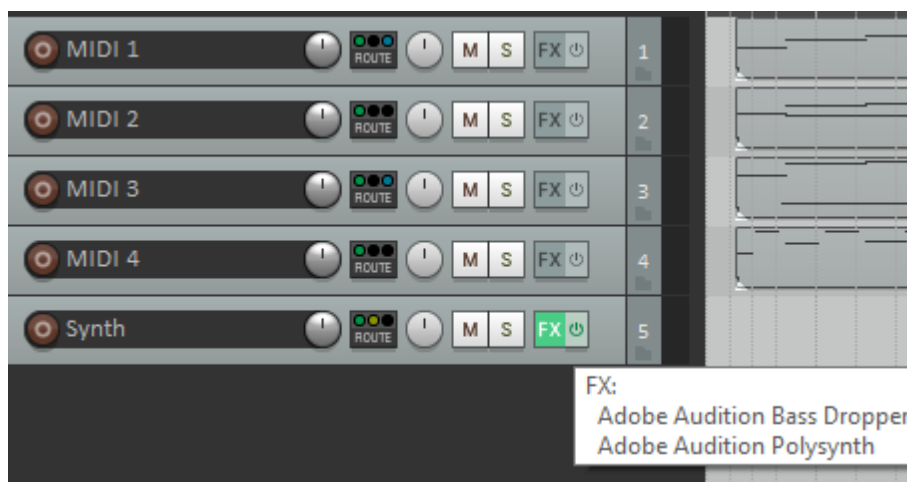 MIDI 1 ROUTE M S FX 1
MIDI 2 ROUTE M S FX 2
MIDI 3 ROUTE M S FX 3
MIDI 4 ROUTE M S FX 4
Synth ROUTE M S FX 5
FX:
Adobe Audition Bass Dropper
Adobe Audition Polysynth